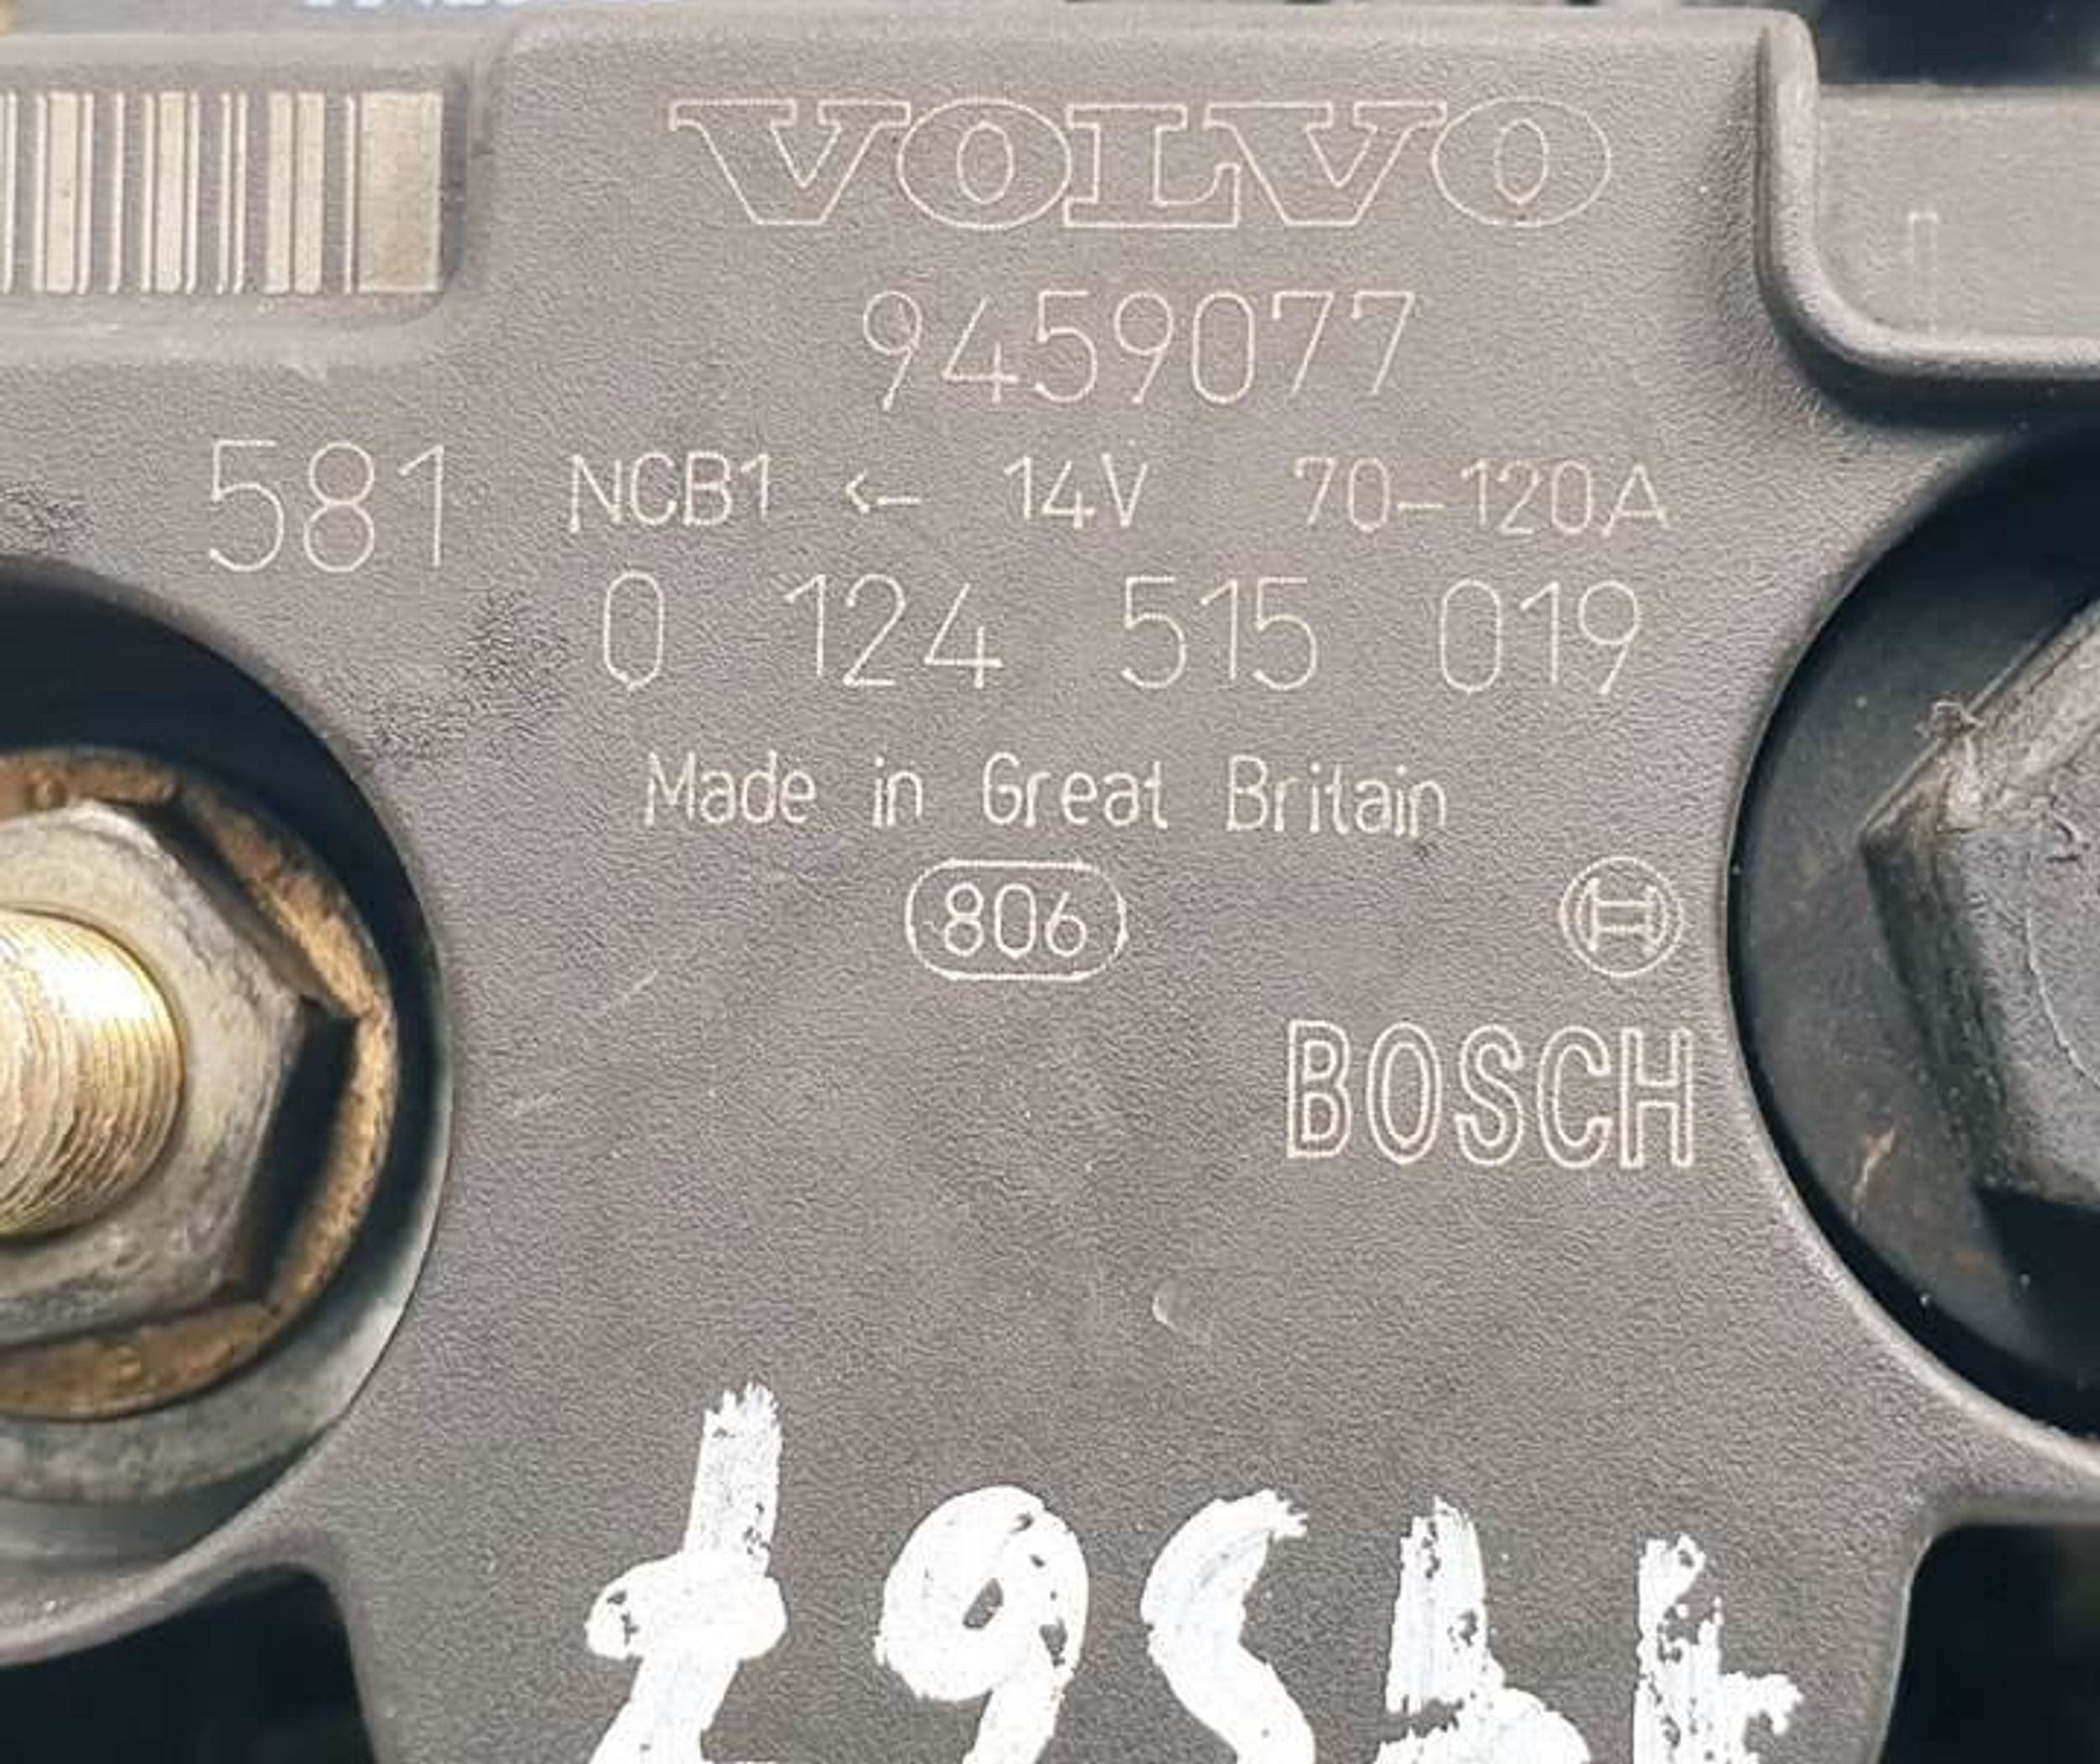 VOLVO
9459077
581 NCB1 <- 14V 70-120A
0 124 515 019
Made in Great Britain
806
BOSCH